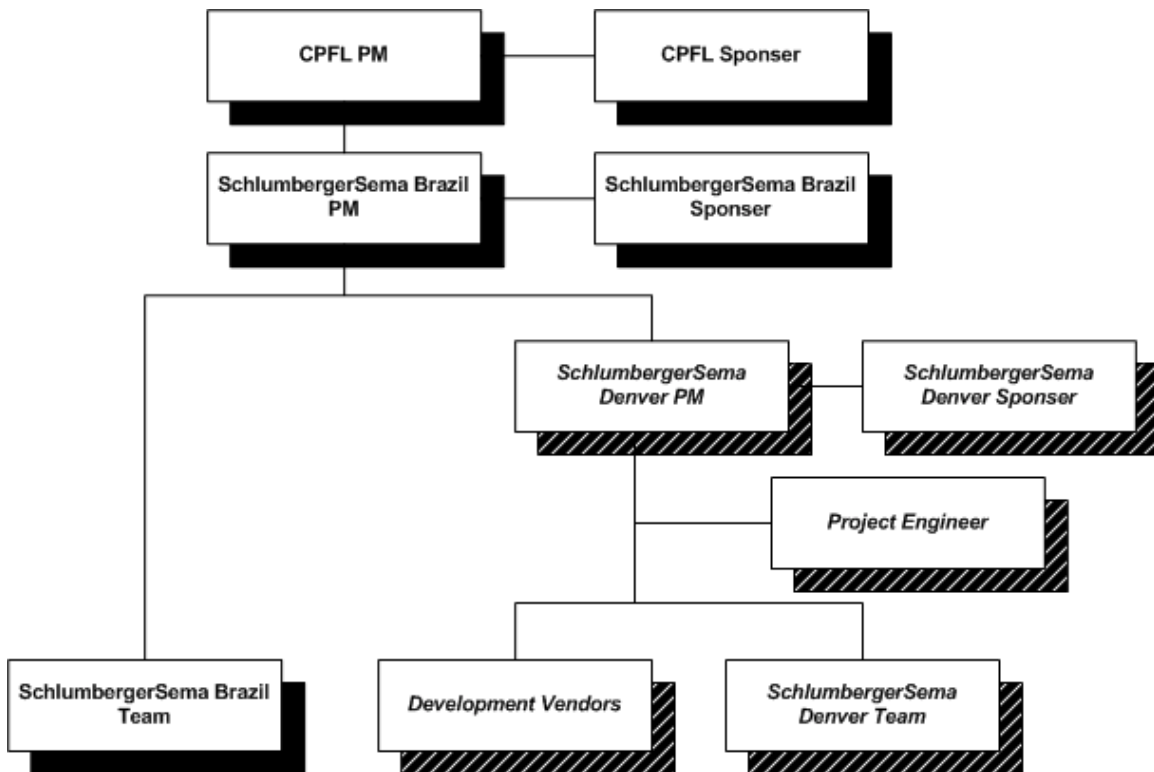 CPFL PM
CPFL Sponser
SchlumbergerSema Brazil
PM
SchlumbergerSema Brazil
Sponser
SchlumbergerSema
Denver PM
SchlumbergerSema
Denver Sponser
Project Engineer
SchlumbergerSema Brazil
Team
Development Vendors
SchlumbergerSema
Denver Team